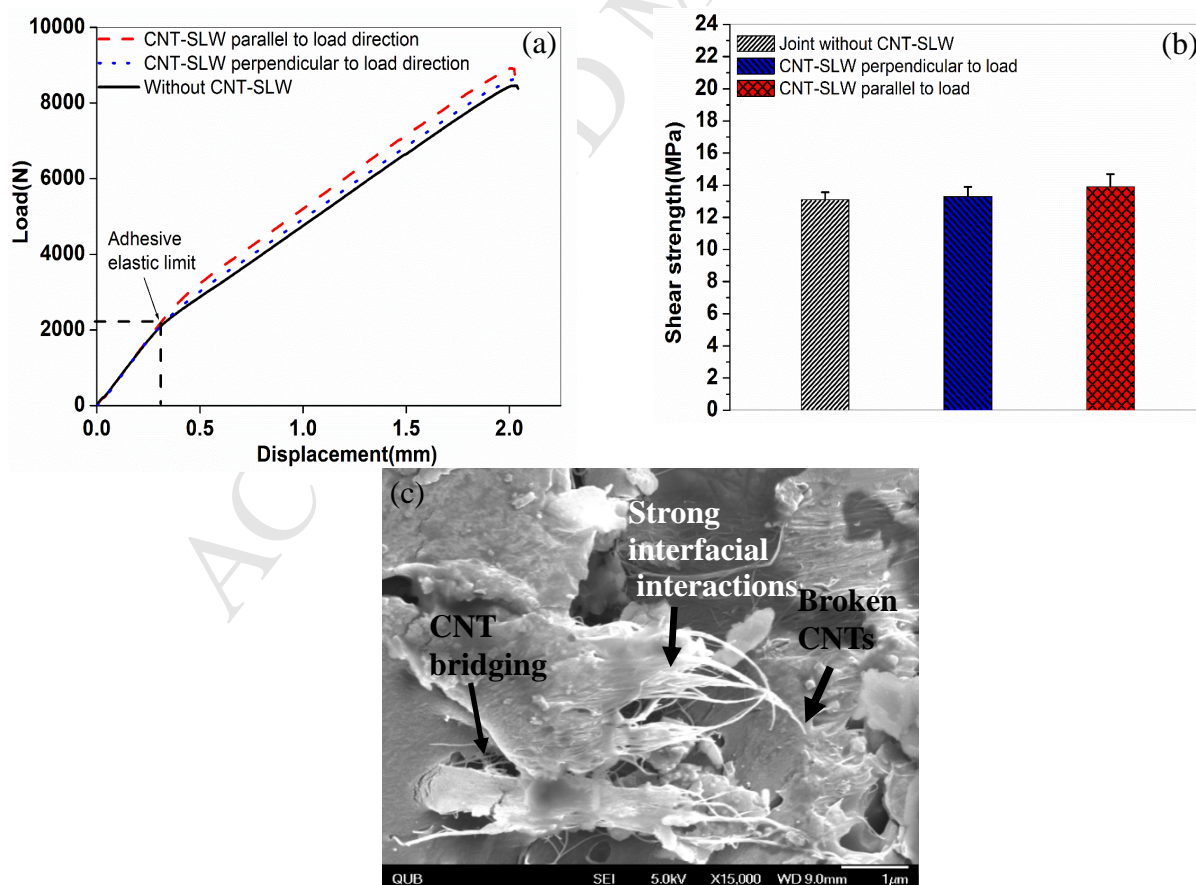 10000
8000
6000
4000
2000
0
Load(N)
CNT-SLW parallel to load direction
CNT-SLW perpendicular to load direction
Without CNT-SLW
(a)
Adhesive
elastic limit
0.0
0.5
1.0
1.5
2.0
Displacement(mm)
24
22
20
18
16
14
12
10
8
6
4
2
0
Shear strength(MPa)
Joint without CNT-SLW
CNT-SLW perpendicular to load
CNT-SLW parallel to load
(b)
(c)
Strong
interfacial
interactions
Broken
CNTs
CNT
bridging
QUB SEI 5.0kV X15,000 WD 9.0mm 1μm
AC
D M